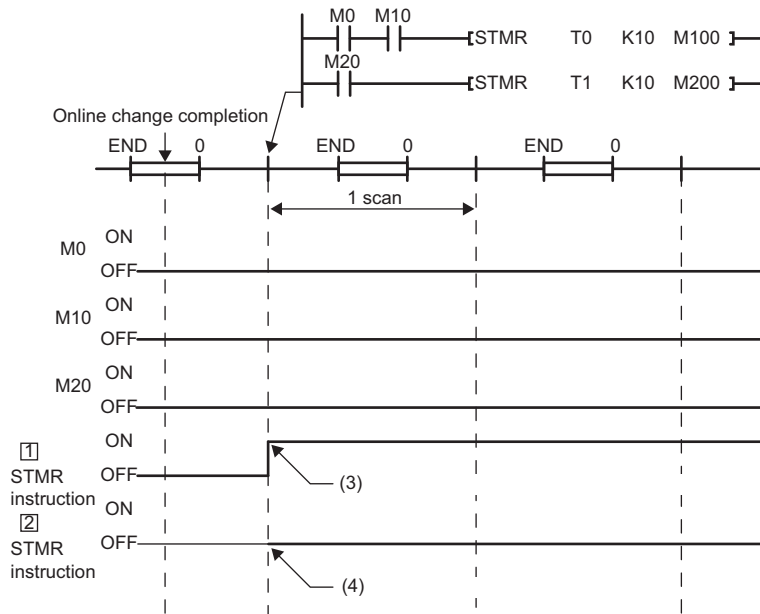 M0 M10
STMR T0 K10 M100
M20
STMR T1 K10 M200
Online change completion
END 0 END 0 END 0
1 scan
M0 ON
OFF
M10 ON
OFF
M20 ON
OFF
1 STMR instruction ON
OFF
(3)
2 STMR instruction ON
OFF
(4)